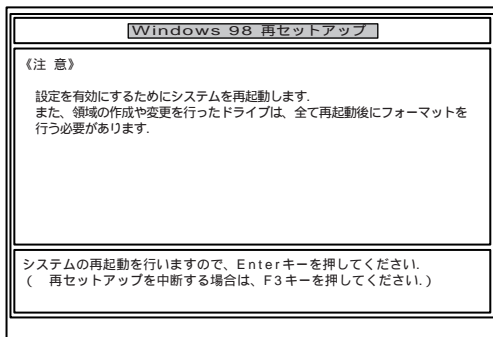 Windows 98 再セットアップ
《注 意》
設定を有効にするためにシステムを再起動します.
また、領域の作成や変更を行ったドライブは、全て再起動後にフォーマットを
行う必要があります.
システムの再起動を行いますので、Enterキーを押してください.
( 再セットアップを中断する場合は、F3キーを押してください.)